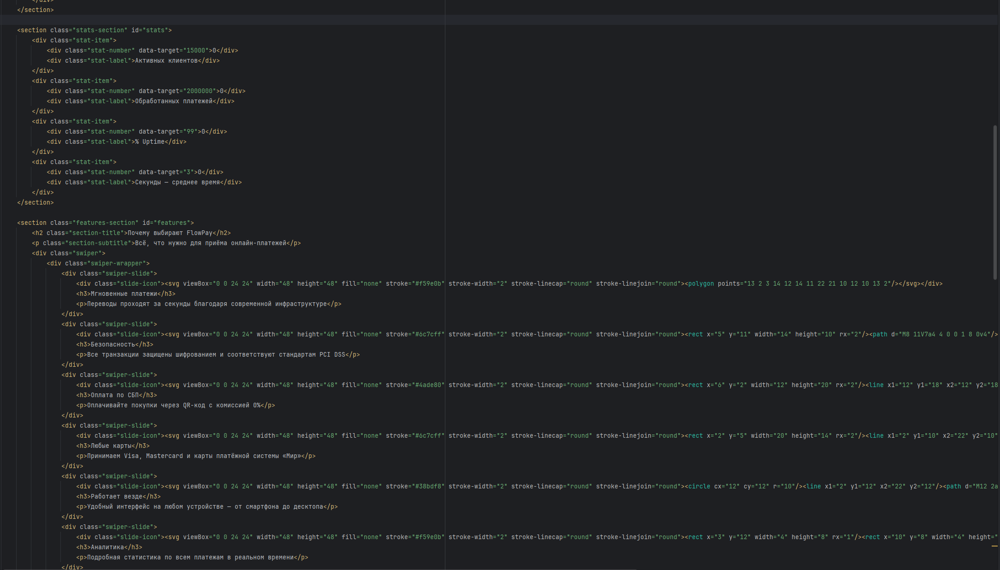 </div>
</section>
<section class="stats-section" id="stats">
<div class="stat-item">
<div class="stat-number" data-target="15000">0</div>
<div class="stat-label">Активных клиентов</div>
</div>
<div class="stat-item">
<div class="stat-number" data-target="2000000">0</div>
<div class="stat-label">Обработанных платежей</div>
</div>
<div class="stat-item">
<div class="stat-number" data-target="99">0</div>
<div class="stat-label">% Uptime</div>
</div>
<div class="stat-item">
<div class="stat-number" data-target="3">0</div>
<div class="stat-label">Секунды — среднее время</div>
</div>
</section>
<section class="features-section" id="features">
<h2 class="section-title">Почему выбирают FlowPay</h2>
<p class="section-subtitle">Всё, что нужно для приёма онлайн-платежей</p>
<div class="swiper">
<div class="swiper-wrapper">
<div class="swiper-slide">
<div class="slide-icon"><svg viewBox="0 0 24 24" width="48" height="48" fill="none" stroke="#f59e0b" stroke-width="2" stroke-linecap="round" stroke-linejoin="round"><polygon points="13 2 3 14 12 14 11 22 21 10 12 10 13 2"/></svg></div>
<h3>Мгновенные платежи</h3>
<p>Переводы проходят за секунды благодаря современной инфраструктуре</p>
</div>
<div class="swiper-slide">
<div class="slide-icon"><svg viewBox="0 0 24 24" width="48" height="48" fill="none" stroke="#6c7cff" stroke-width="2" stroke-linecap="round" stroke-linejoin="round"><rect x="5" y="11" width="14" height="10" rx="2"/><path d="M8 11V7a4 4 0 0 1 8 0v4"/>
<h3>Безопасность</h3>
<p>Все транзакции защищены шифрованием и соответствуют стандартам PCI DSS</p>
</div>
<div class="swiper-slide">
<div class="slide-icon"><svg viewBox="0 0 24 24" width="48" height="48" fill="none" stroke="#4ade80" stroke-width="2" stroke-linecap="round" stroke-linejoin="round"><rect x="6" y="2" width="12" height="20" rx="2"/><line x1="12" y1="18" x2="12" y2="18
<h3>Оплата по СБП</h3>
<p>Оплачивайте покупки через QR-код с комиссией 0%</p>
</div>
<div class="swiper-slide">
<div class="slide-icon"><svg viewBox="0 0 24 24" width="48" height="48" fill="none" stroke="#6c7cff" stroke-width="2" stroke-linecap="round" stroke-linejoin="round"><rect x="2" y="5" width="20" height="14" rx="2"/><line x1="2" y1="10" x2="22" y2="10"
<h3>Любые карты</h3>
<p>Принимаем Visa, Mastercard и карты платёжной системы «Мир»</p>
</div>
<div class="swiper-slide">
<div class="slide-icon"><svg viewBox="0 0 24 24" width="48" height="48" fill="none" stroke="#38bdf8" stroke-width="2" stroke-linecap="round" stroke-linejoin="round"><circle cx="12" cy="12" r="10"/><line x1="2" y1="12" x2="22" y2="12"/><path d="M12 2a
<h3>Работает везде</h3>
<p>Удобный интерфейс на любом устройстве — от смартфона до десктопа</p>
</div>
<div class="swiper-slide">
<div class="slide-icon"><svg viewBox="0 0 24 24" width="48" height="48" fill="none" stroke="#f59e0b" stroke-width="2" stroke-linecap="round" stroke-linejoin="round"><rect x="3" y="12" width="4" height="8" rx="1"/><rect x="10" y="8" width="4" height="
<h3>Аналитика</h3>
<p>Подробная статистика по всем платежам в реальном времени</p>
</div>